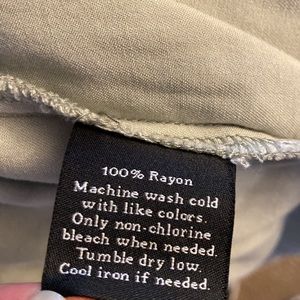 100% Rayon
Machine wash cold
with like colors.
Only non-chlorine
bleach when needed.
Tumble dry low.
Cool iron if needed.